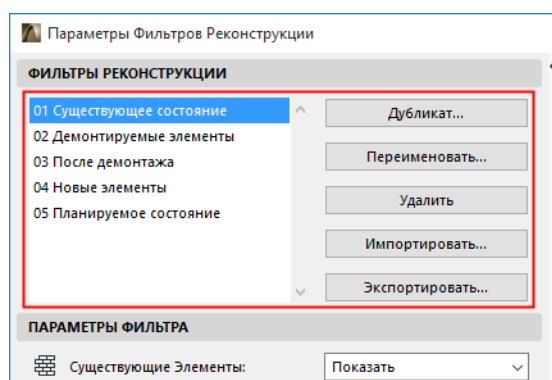 Параметры Фильтров Реконструкции
ФИЛЬТРЫ РЕКОНСТРУКЦИИ
01 Существующее состояние
02 Демонтируемые элементы
03 После демонтажа
04 Новые элементы
05 Планируемое состояние
Дубликат...
Переименовать...
Удалить
Импортировать...
Экспортировать...
ПАРАМЕТРЫ ФИЛЬТРА
Существующие Элементы: Показать